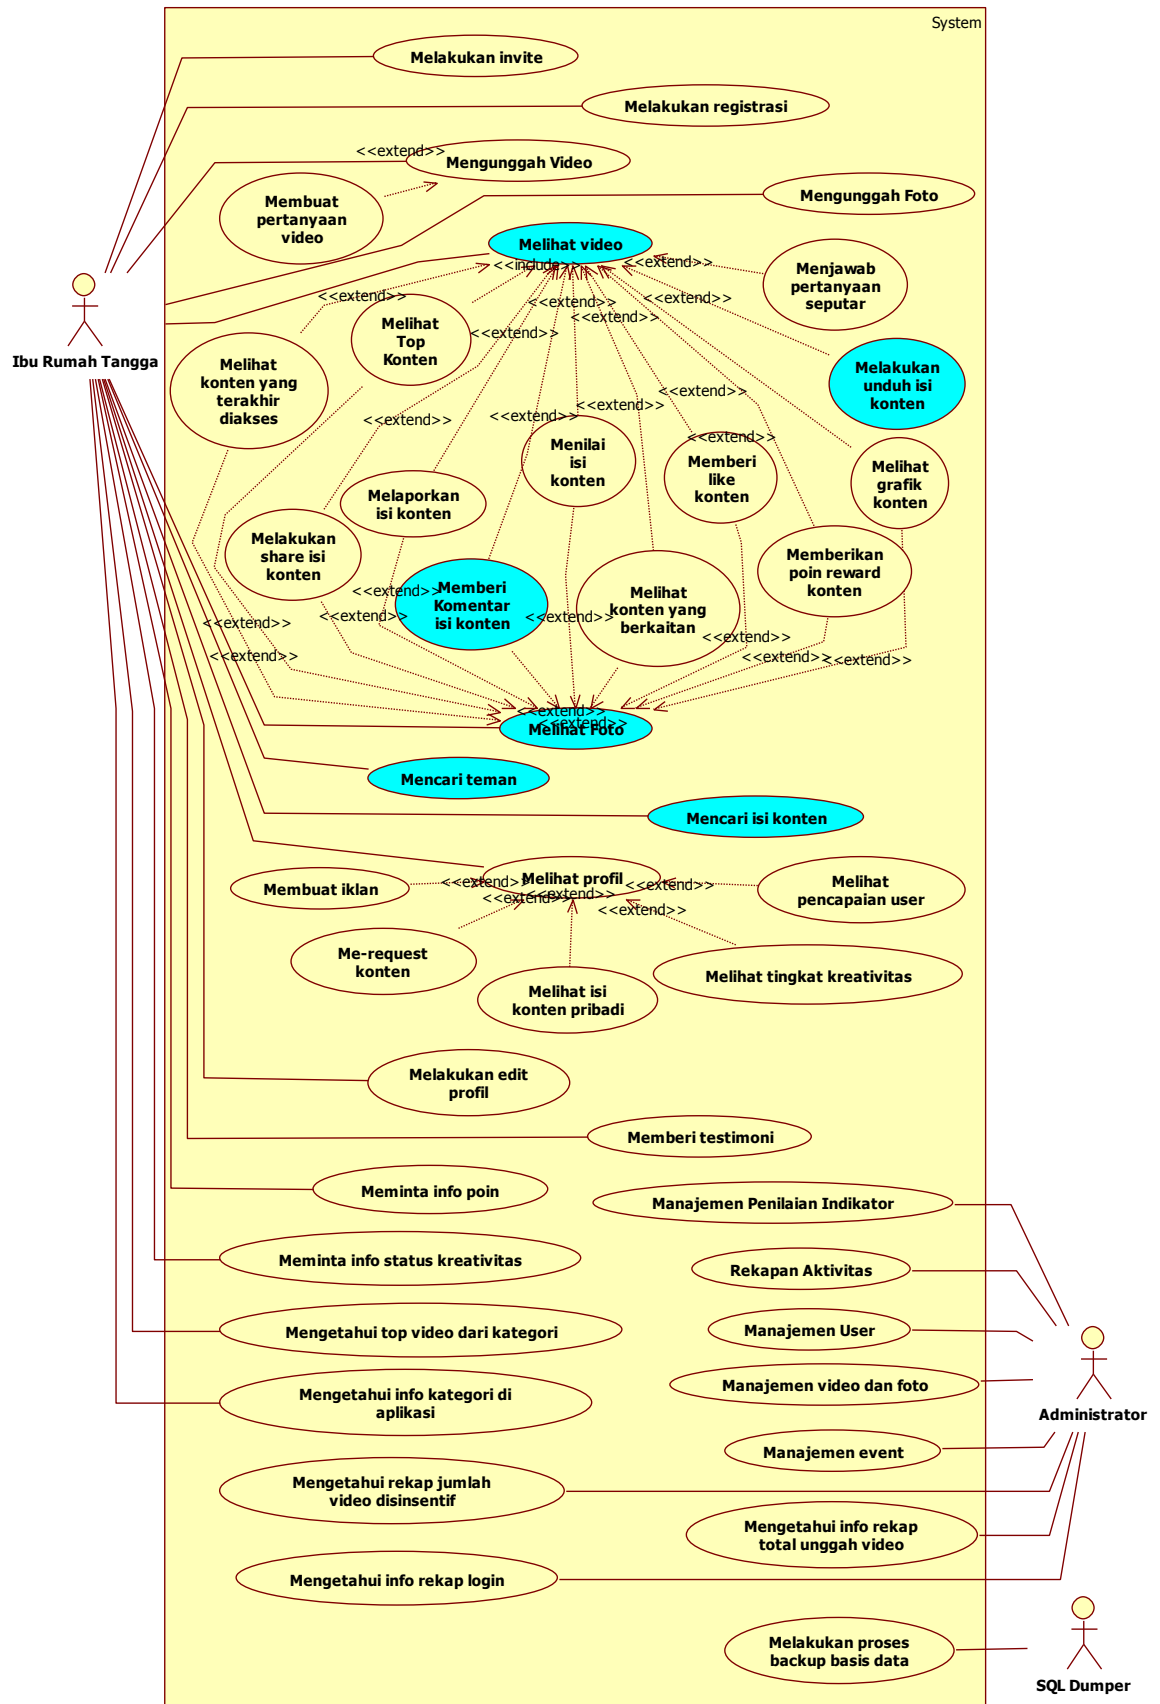 System
Melakukan invite
Melakukan registrasi
<<extend>>
Mengunggah Video
Membuat
pertanyaan
video
Mengunggah Foto
Melihat video
<<include>>
<<extend>>
Menjawab
pertanyaan
seputar
<<extend>>
<<extend>>
<<extend>>
<<extend>>
<<extend>>
Melihat
Top
Konten
Ibu Rumah Tangga
Melihat
konten yang
terakhir
diakses
Melakukan
unduh isi
konten
<<extend>>
<<extend>>
<<extend>>
<<extend>>
<<extend>>
Menilai
isi
konten
Memberi
like
konten
Melihat
grafik
konten
Melaporkan
isi konten
Melakukan
share isi
konten
Memberikan
poin reward
konten
Memberi
Komentar
isi konten
Melihat
konten yang
berkaitan
<<extend>>
<<extend>>
<<extend>>
<<extend>>
<<extend>>
<<extend>>
<<extend>>
<<extend>>
<<extend>>
<<extend>>
Melihat Foto
Mencari teman
Mencari isi konten
Melihat profil
<<extend>>
<<extend>>
<<extend>>
<<extend>>
<<extend>>
Membuat iklan
Melihat
pencapaian user
Me-request
konten
Melihat tingkat kreativitas
Melihat isi
konten pribadi
Melakukan edit
profil
Memberi testimoni
Meminta info poin
Manajemen Penilaian Indikator
Meminta info status kreativitas
Rekapan Aktivitas
Mengetahui top video dari kategori
Manajemen User
Manajemen video dan foto
Mengetahui info kategori di
aplikasi
Administrator
Manajemen event
Mengetahui rekap jumlah
video disinsentif
Mengetahui info rekap
total unggah video
Mengetahui info rekap login
Melakukan proses
backup basis data
SQL Dumper